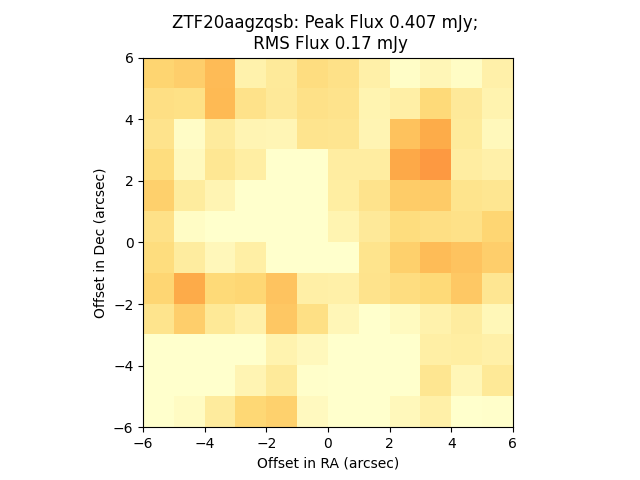 ZTF20aagzqsb: Peak Flux 0.407 mJy;
RMS Flux 0.17 mJy
6
4
2
0
−2
−4
−6
Offset in Dec (arcsec)
−6 −4 −2 0 2 4 6
Offset in RA (arcsec)